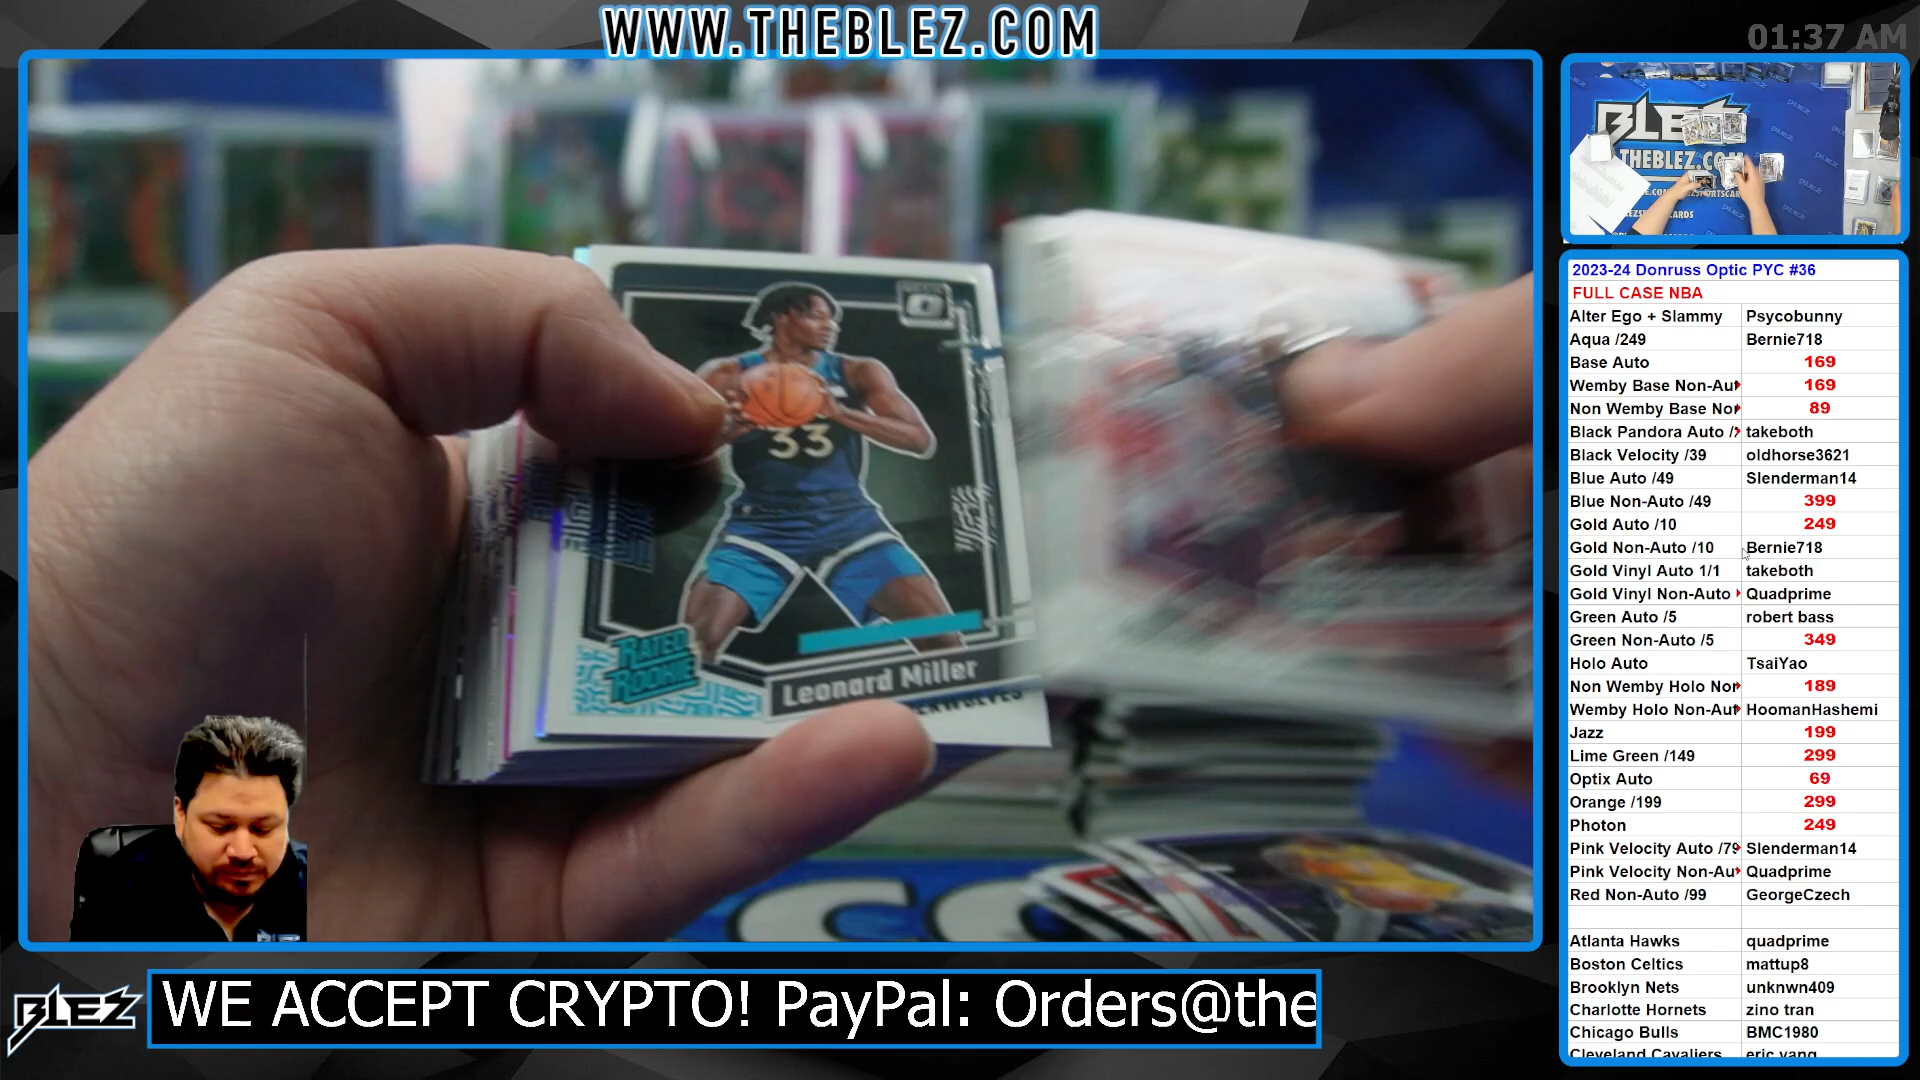 WWW.THEBLEZ.COM
01:37 AM
BLEZ
THEBLEZ.COM
2023-24 Donruss Optic PYC #36
FULL CASE NBA
Alter Ego + Slammy Psycobunny
Aqua /249 Bernie718
Base Auto 169
Wemby Base Non-Aut 169
Non Wemby Base Nor 89
Black Pandora Auto / takeboth
Black Velocity /39 oldhorse3621
Blue Auto /49 Slenderman14
Blue Non-Auto /49 399
Gold Auto /10 249
Gold Non-Auto /10 Bernie718
Gold Vinyl Auto 1/1 takeboth
Gold Vinyl Non-Auto Quadprime
Green Auto /5 robert bass
Green Non-Auto /5 349
Holo Auto TsaiYao
Non Wemby Holo Nor 189
Wemby Holo Non-Aut HoomanHashemi
Jazz 199
Lime Green /149 299
Optix Auto 69
Orange /199 299
Photon 249
Pink Velocity Auto /79 Slenderman14
Pink Velocity Non-Au Quadprime
Red Non-Auto /99 GeorgeCzech
Atlanta Hawks quadprime
Boston Celtics mattup8
Brooklyn Nets unknwn409
Charlotte Hornets zino tran
Chicago Bulls BMC1980
Cleveland Cavaliers eric yang
33
RATED
ROOKIE
Leonard Miller
BLEZ
WE ACCEPT CRYPTO! PayPal: Orders@the